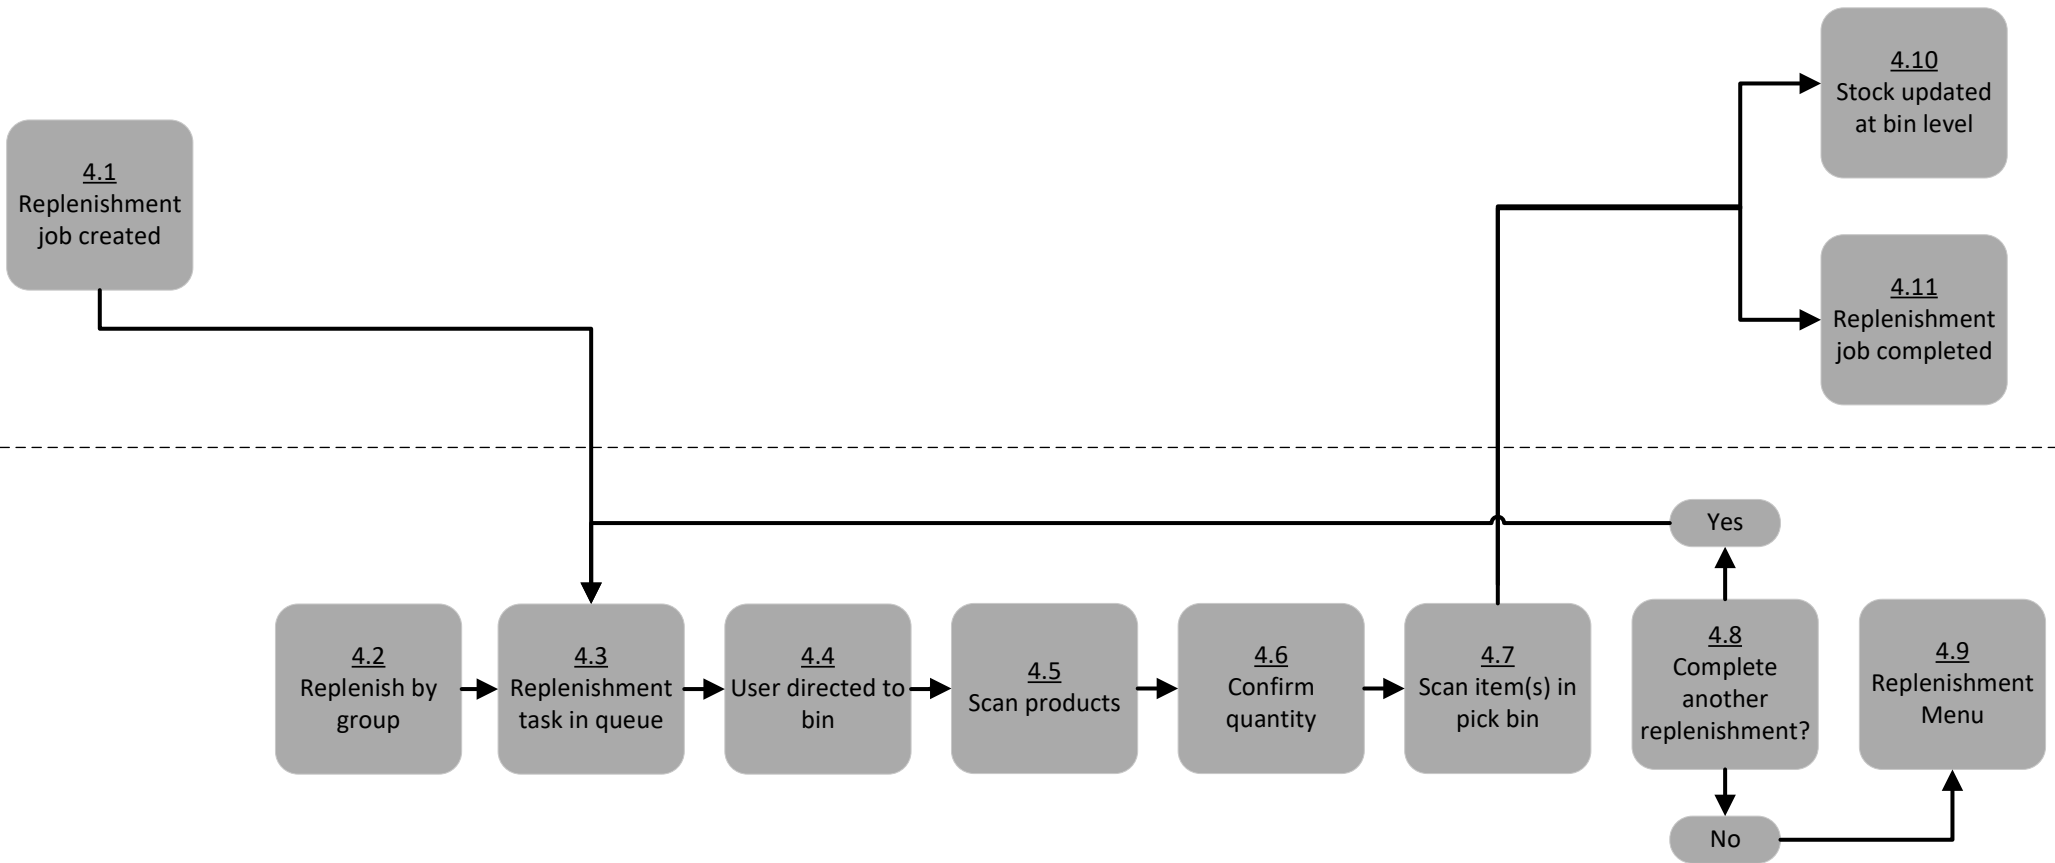 4.1
Replenishment
job created
4.10
Stock updated
at bin level
4.11
Replenishment
job completed
Yes
4.2
Replenish by
group
4.3
Replenishment
task in queue
4.4
User directed to
bin
4.5
Scan products
4.6
Confirm
quantity
4.7
Scan item(s) in
pick bin
4.8
Complete
another
replenishment?
4.9
Replenishment
Menu
No